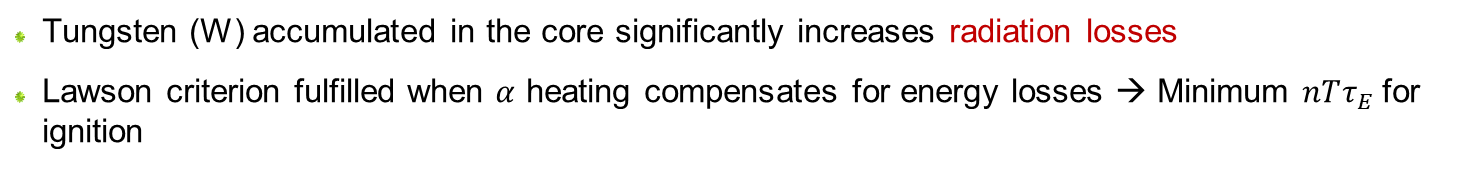 Tungsten (W) accumulated in the core significantly increases radiation losses
Lawson criterion fulfilled when 𝛼 heating compensates for energy losses → Minimum 𝑛𝑇𝜏_𝐸 for
ignition